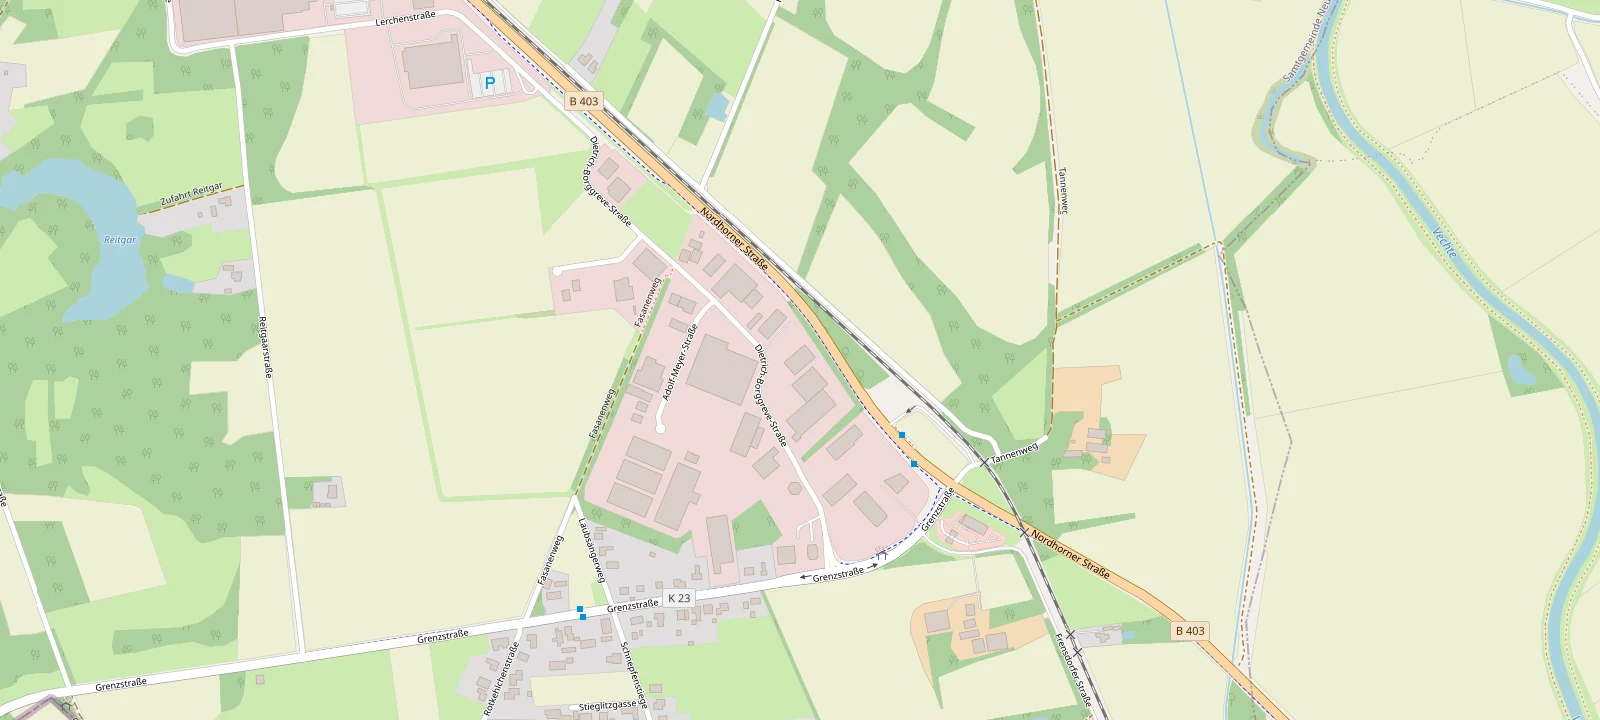 Lerchenstraße
P
B 403
Samtgemeinde Neu
Dietrich-Borggreve-Straße
Zufahrt Reitgar
Tannenweg
Reitgar
Nordhorner Straße
Vechte
Fasanenweg
Reitgaarstraße
Adolf-Meyer-Straße
Dietrich-Borggreve-Straße
Fasanenweg
Tannenweg
Grenzstraße
Laubsängerweg
Fasanenweg
Nordhorner Straße
Grenzstraße
K 23
Grenzstraße
Grenzstraße
B 403
Schnepfenstiege
Rotkehlchenstraße
Frensdorfer Straße
Grenzstraße
Stieglitzgasse